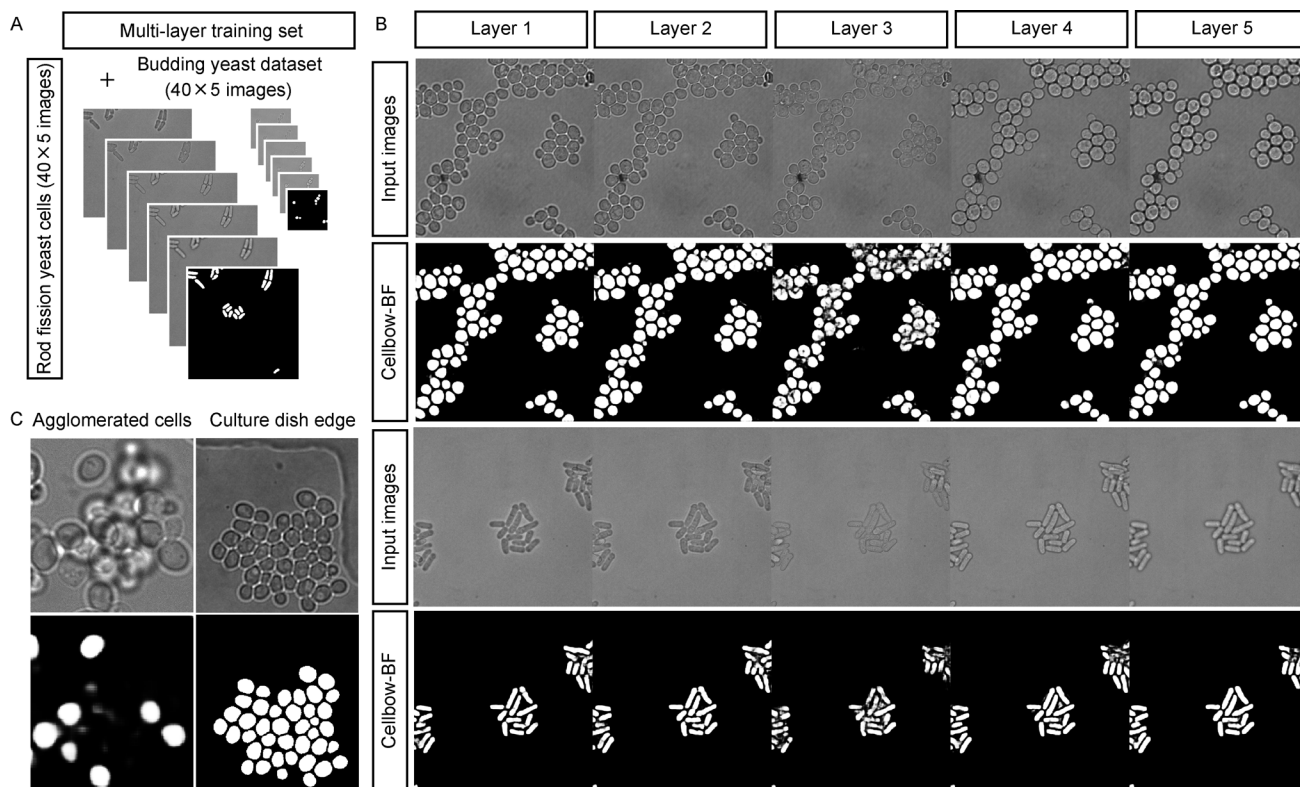 A
Multi-layer training set
Rod fission yeast cells (40×5 images)
+
Budding yeast dataset
(40×5 images)
B
Layer 1
Layer 2
Layer 3
Layer 4
Layer 5
Input images
Cellbow-BF
Input images
Cellbow-BF
C
Agglomerated cells
Culture dish edge